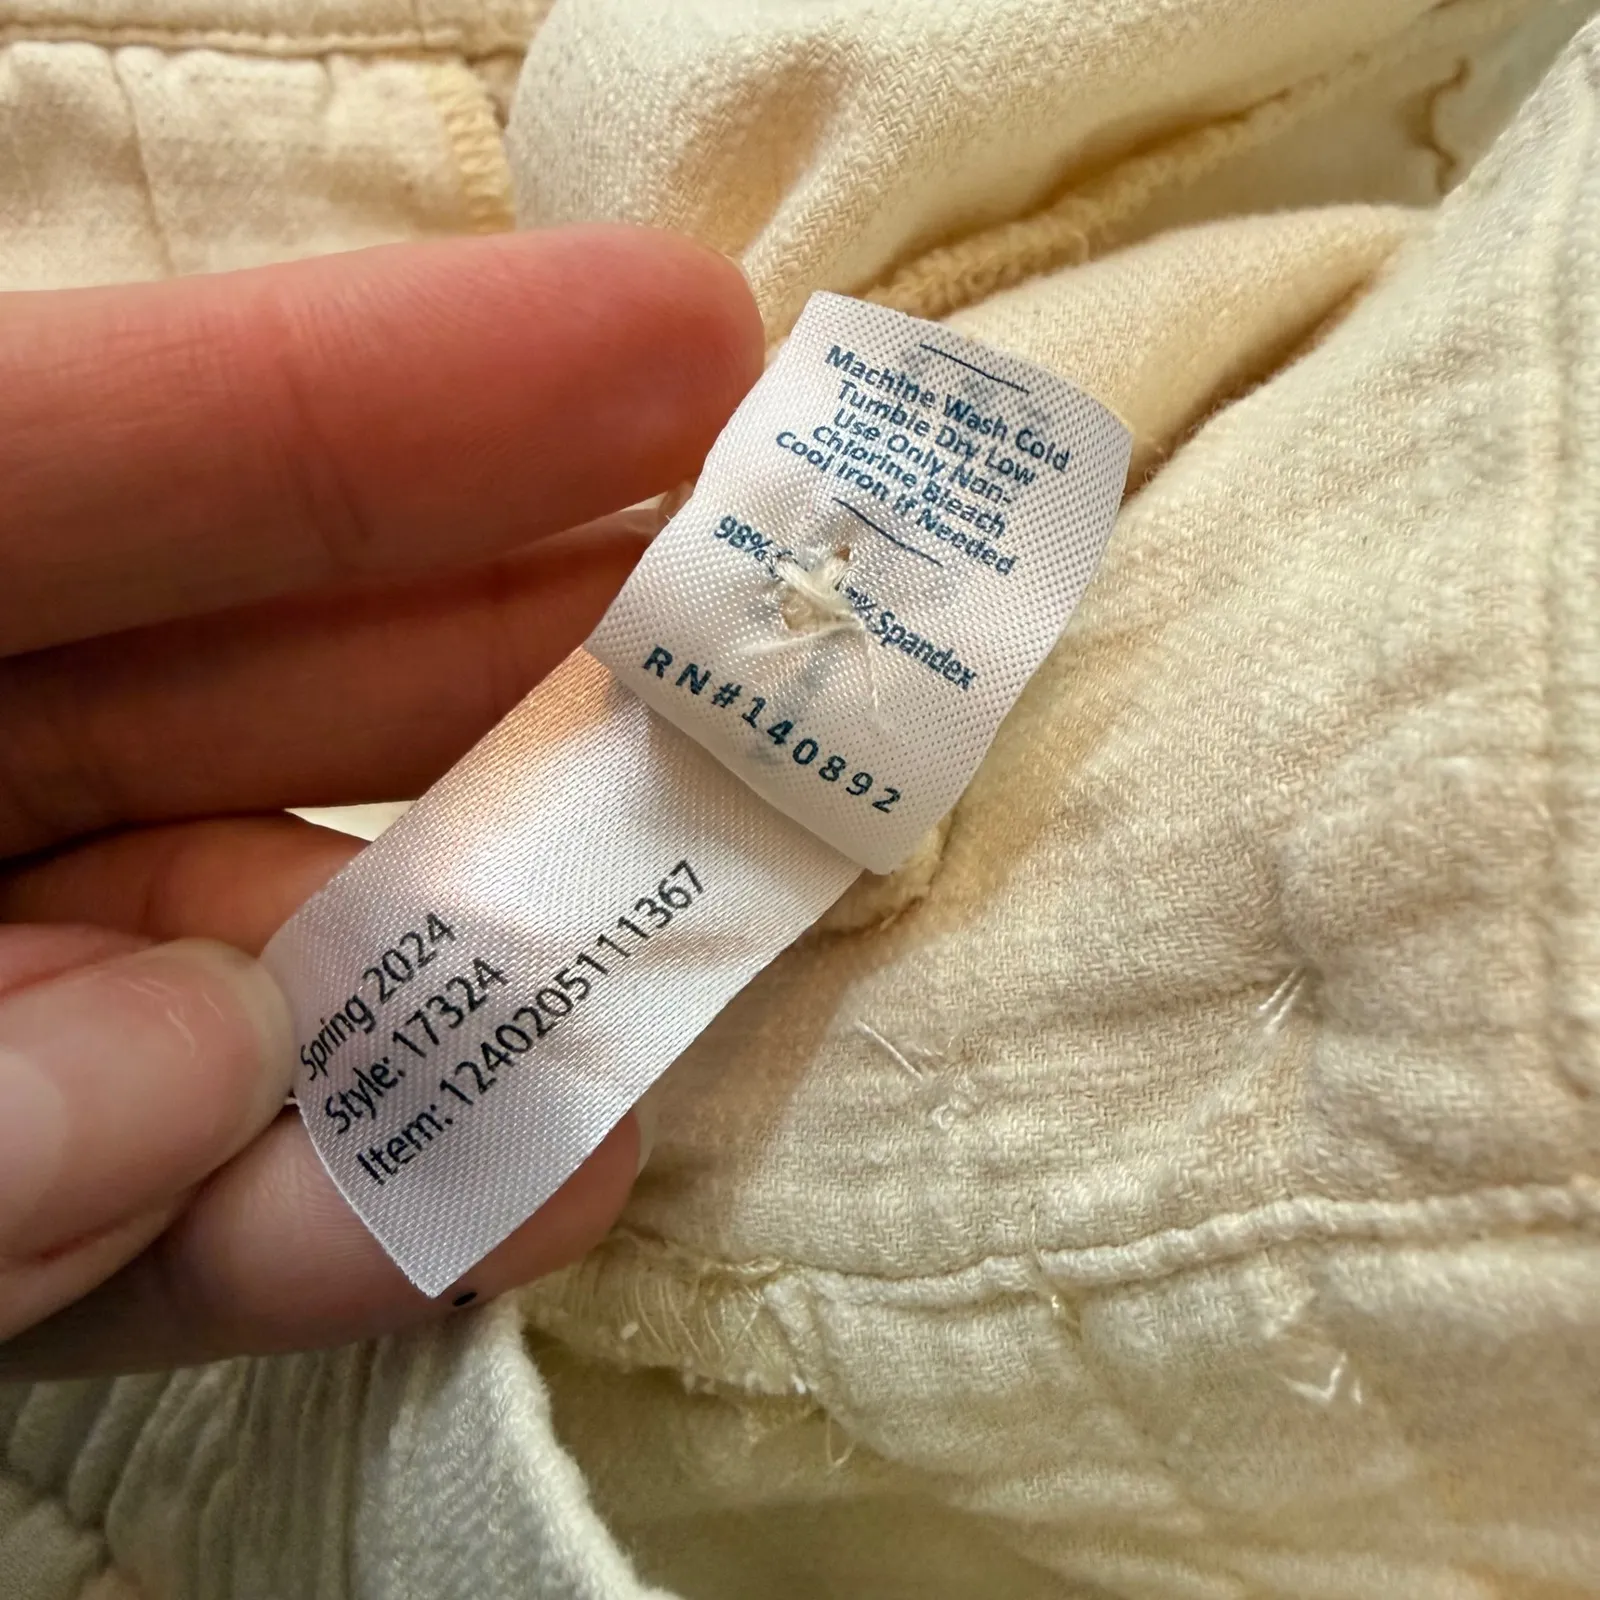 Machine Wash Cold
Tumble Dry Low
Use Only Non-
Chlorine Bleach
Cool Iron if Needed
98% Spandex
RN#140892
Spring 2024
Style: 17324
Item: 1240205111367